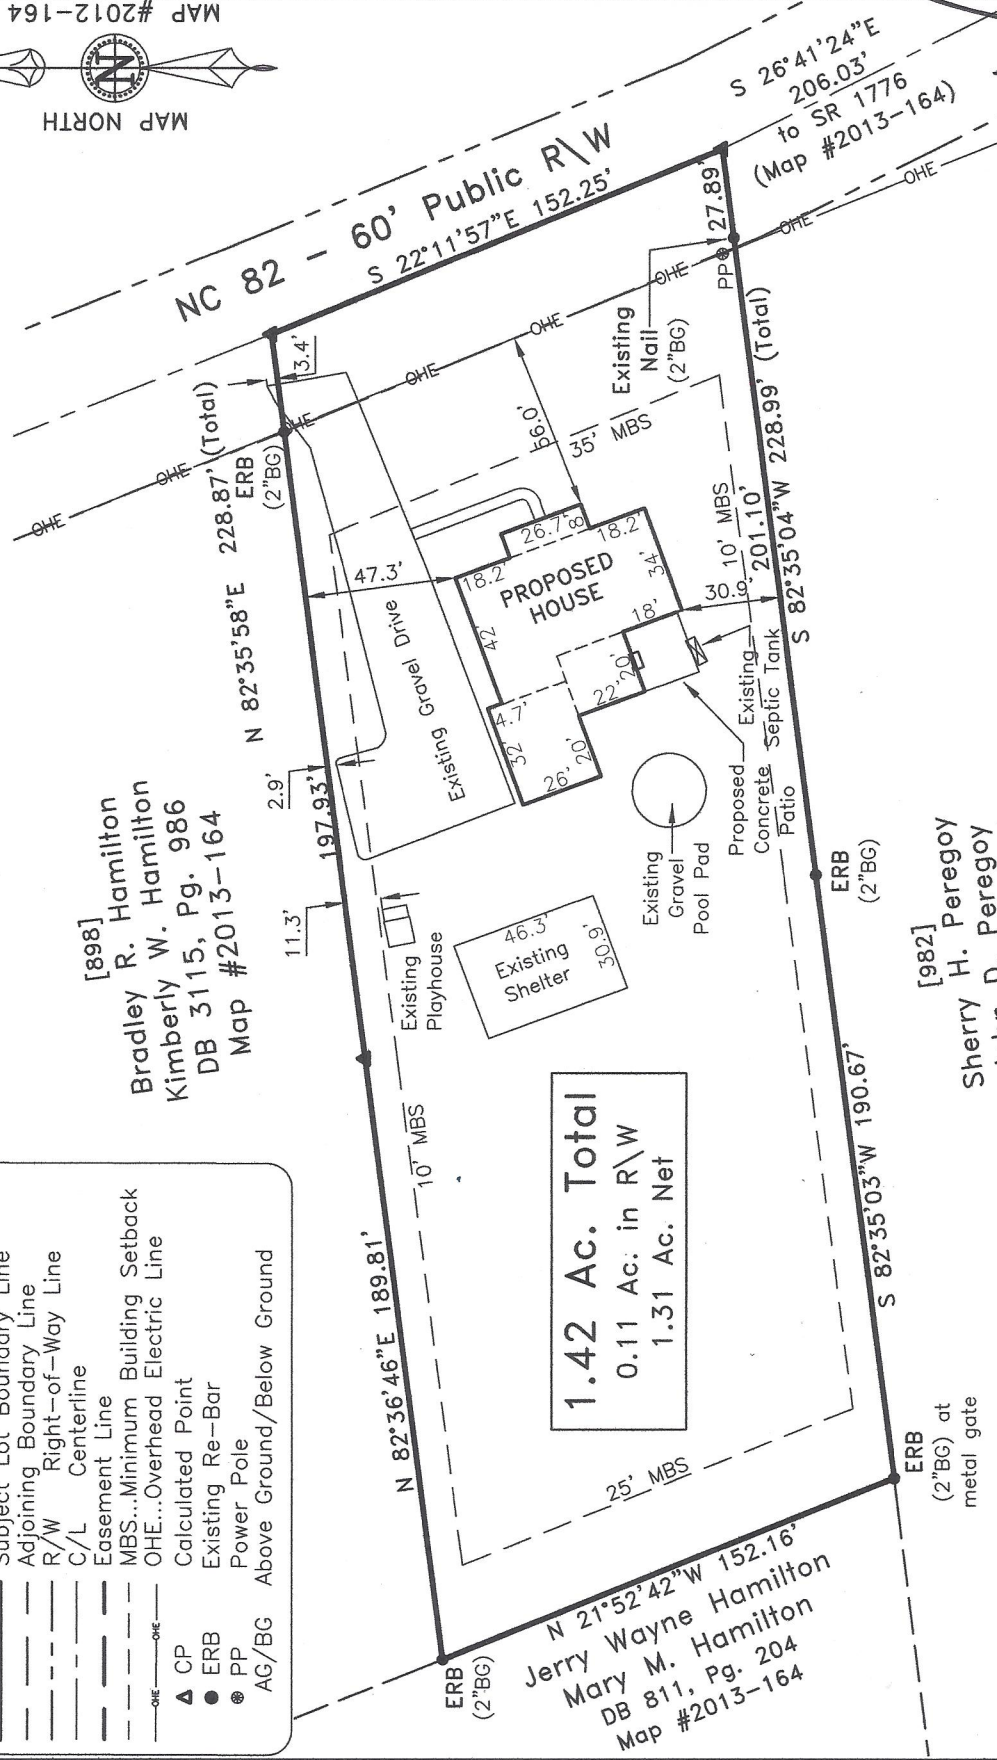 MAP #2012-164
MAP NORTH
N
NC 82 - 60' Public R\W
S 22°11'57"E 152.25'
S 26°41'24"E
206.03'
to SR 1776
(Map #2013-164)
OHE
OHE
OHE
OHE
OHE
OHE
OHE
OHE
27.89'
PP
Existing
Nail
(2"BG)
3.4'
N 82°35'58"E 228.87' (Total)
ERB
(2"BG)
56.0'
35' MBS
10' MBS
201.10'
S 82°35'04"W 228.99' (Total)
47.3'
30.9'
Existing Gravel Drive
PROPOSED
HOUSE
18.2'
26.7'
8'
18.2'
34'
42'
18'
20'
22'
4.7'
32'
26'
20'
Existing
Septic Tank
Proposed
Concrete
Patio
Existing
Gravel
Pool Pad
2.9'
197.93'
11.3'
Existing
Playhouse
46.3'
Existing
Shelter
30.9'
[898]
Bradley R. Hamilton
Kimberly W. Hamilton
DB 3115, Pg. 986
Map #2013-164
ERB
(2"BG)
[982]
Sherry H. Peregoy
D. Peregoy
10' MBS
1.42 Ac. Total
0.11 Ac. in R\W
1.31 Ac. Net
N 82°36'46"E 189.81'
S 82°35'03"W 190.67'
25' MBS
ERB
(2"BG) at
metal gate
N 21°52'42"W 152.16'
Jerry Wayne Hamilton
Mary M. Hamilton
DB 811, Pg. 204
Map #2013-164
ERB
(2"BG)
Subject Lot Boundary Line
Adjoining Boundary Line
R/W Right-of-Way Line
C/L Centerline
Easement Line
MBS...Minimum Building Setback
OHE OHE...Overhead Electric Line
CP Calculated Point
ERB Existing Re-Bar
PP Power Pole
AG/BG Above Ground/Below Ground